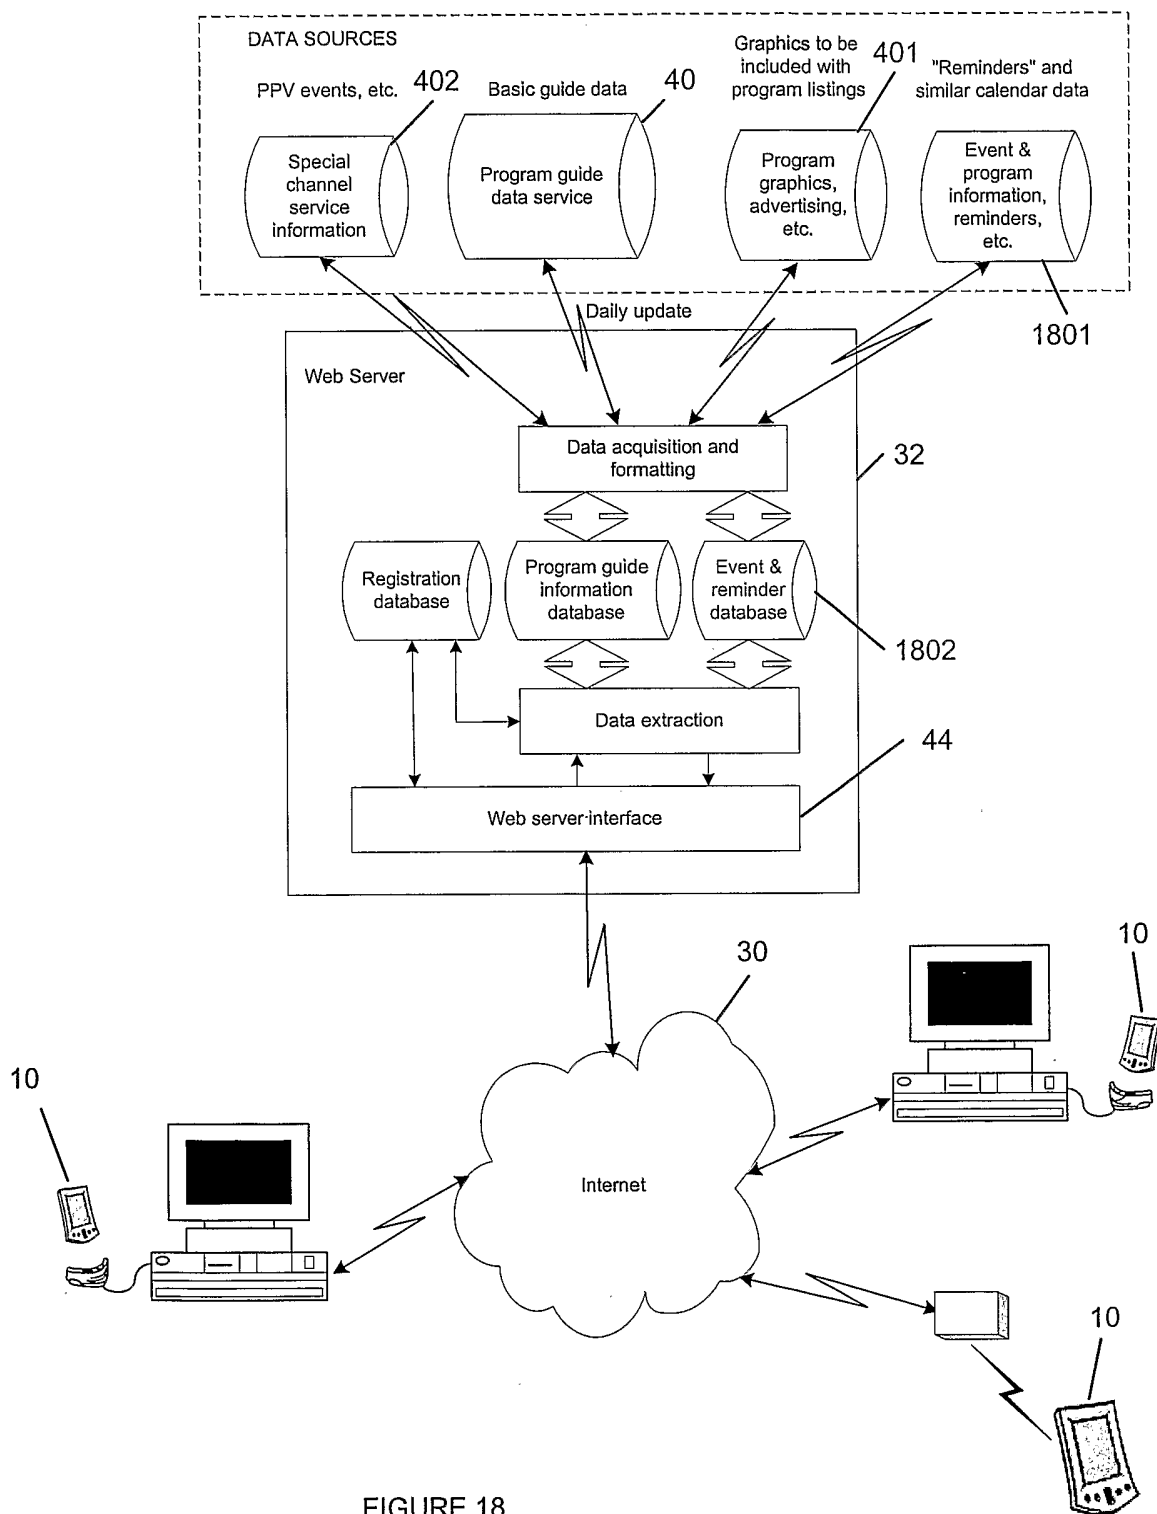 DATA SOURCES
PPV events, etc.
402
Basic guide data
40
Graphics to be
included with
program listings
401
"Reminders" and
similar calendar data
Special
channel
service
information
Program guide
data service
Program
graphics,
advertising,
etc.
Event &
program
information,
reminders,
etc.
1801
Daily update
Web Server
Data acquisition and
formatting
32
Registration
database
Program guide
information
database
Event &
reminder
database
1802
Data extraction
44
Web server-interface
30
10
10
Internet
10
FIGURE 18